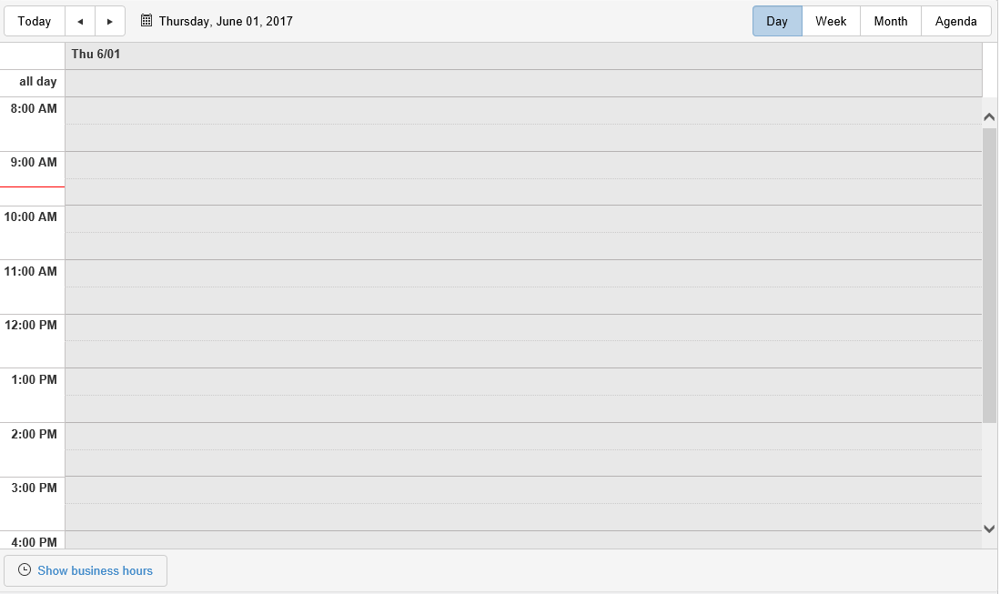 Today Thursday, June 01, 2017 Day Week Month Agenda
Thu 6/01
all day
8:00 AM
9:00 AM
10:00 AM
11:00 AM
12:00 PM
1:00 PM
2:00 PM
3:00 PM
4:00 PM
Show business hours